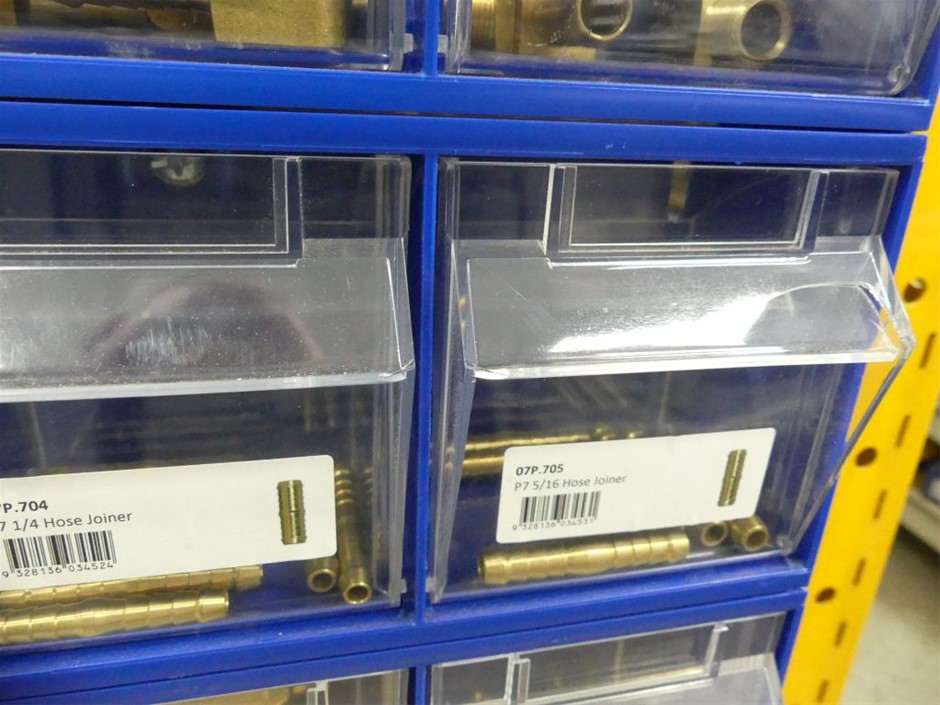 7P.704
7 1/4 Hose Joiner
9 328136 034524
07P.705
P7 5/16 Hose Joiner
9 328136 034531